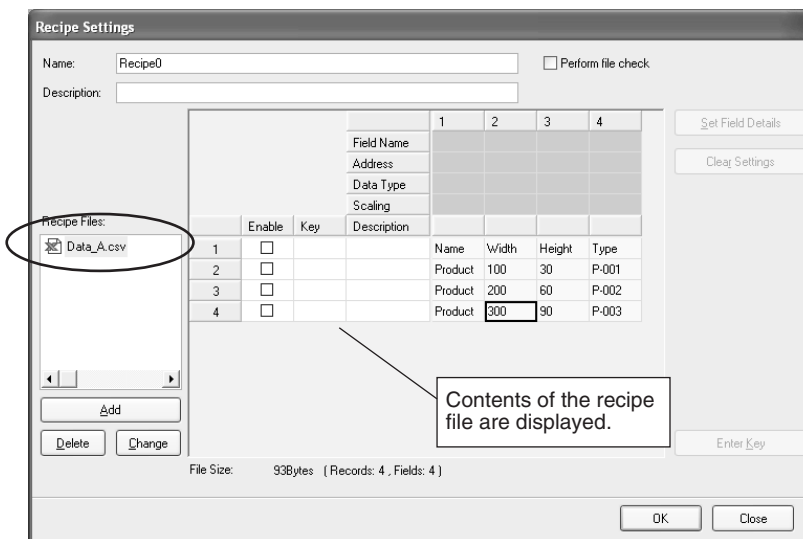 Recipe Settings
Name: Recipe0 Perform file check
Description:
Set Field Details
Clear Settings
1 2 3 4
Field Name
Address
Data Type
Scaling
Enable Key Description
Recipe Files:
Data_A.csv
1 Name Width Height Type
2 Product 100 30 P-001
3 Product 200 60 P-002
4 Product 300 90 P-003
Contents of the recipe
file are displayed.
Add
Delete Change
Enter Key
File Size: 93Bytes ( Records: 4 , Fields: 4 )
OK Close